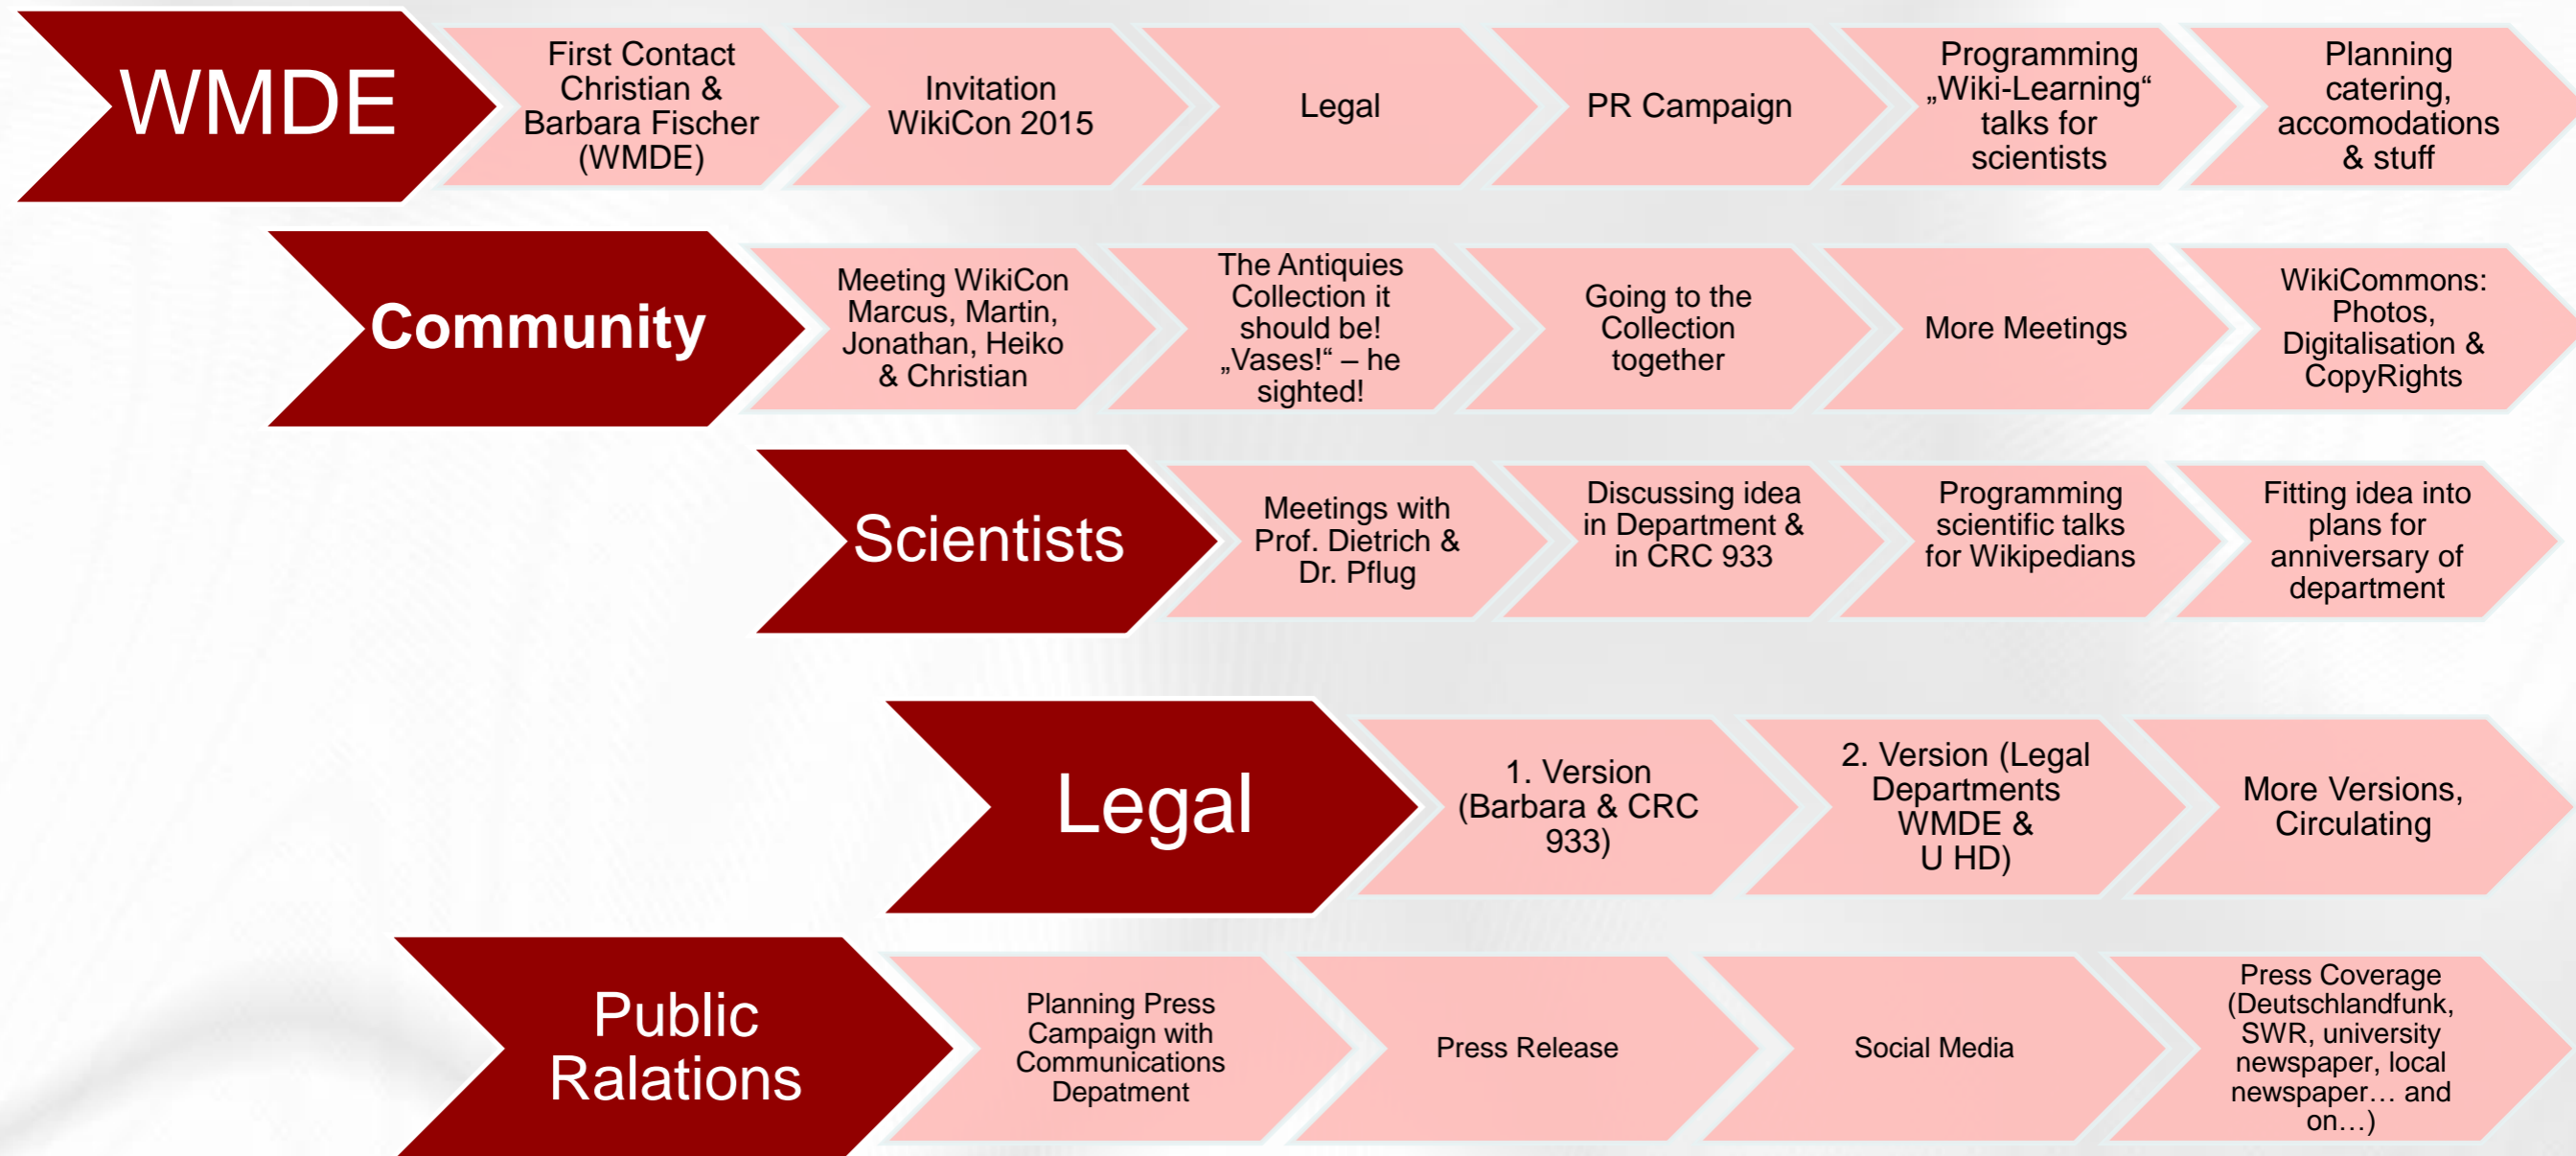 WMDE
First Contact
Christian &
Barbara Fischer
(WMDE)
Invitation
WikiCon 2015
Legal
PR Campaign
Programming
„Wiki-Learning“
talks for
scientists
Planning
catering,
accomodations
& stuff
Community
Meeting WikiCon
Marcus, Martin,
Jonathan, Heiko
& Christian
The Antiquies
Collection it
should be!
„Vases!“ – he
sighted!
Going to the
Collection
together
More Meetings
WikiCommons:
Photos,
Digitalisation &
CopyRights
Scientists
Meetings with
Prof. Dietrich &
Dr. Pflug
Discussing idea
in Department &
in CRC 933
Programming
scientific talks
for Wikipedians
Fitting idea into
plans for
anniversary of
department
Legal
1. Version
(Barbara & CRC
933)
2. Version (Legal
Departments
WMDE &
U HD)
More Versions,
Circulating
Public
Ralations
Planning Press
Campaign with
Communications
Depatment
Press Release
Social Media
Press Coverage
(Deutschlandfunk,
SWR, university
newspaper, local
newspaper… and
on…)